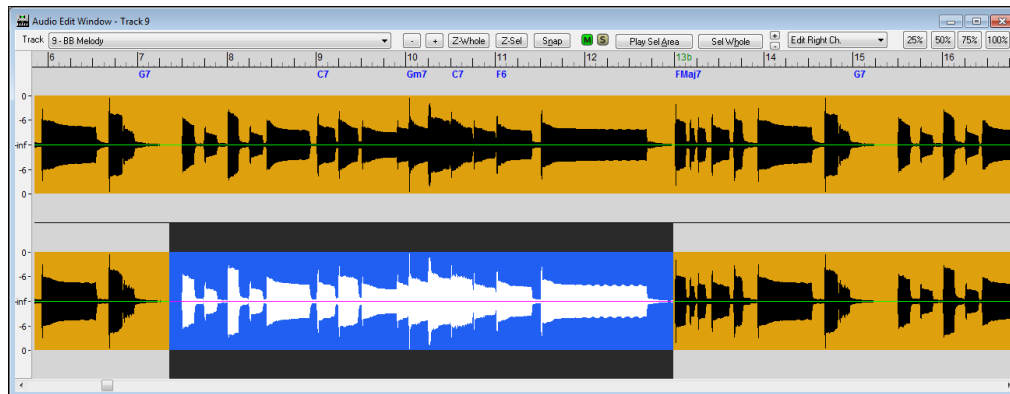 Audio Edit Window - Track 9
Track 9 - BB Melody - + Z-Whole Z-Sel Snap M S Play Sel Area Sel Whole + - Edit Right Ch. 25% 50% 75% 100%
6 7 8 9 10 11 12 13b 14 15 16
G7 C7 Gm7 C7 F6 FMaj7 G7
0-
-6-
-inf-
-6-
0-
0-
-6-
-inf-
-6-
0-